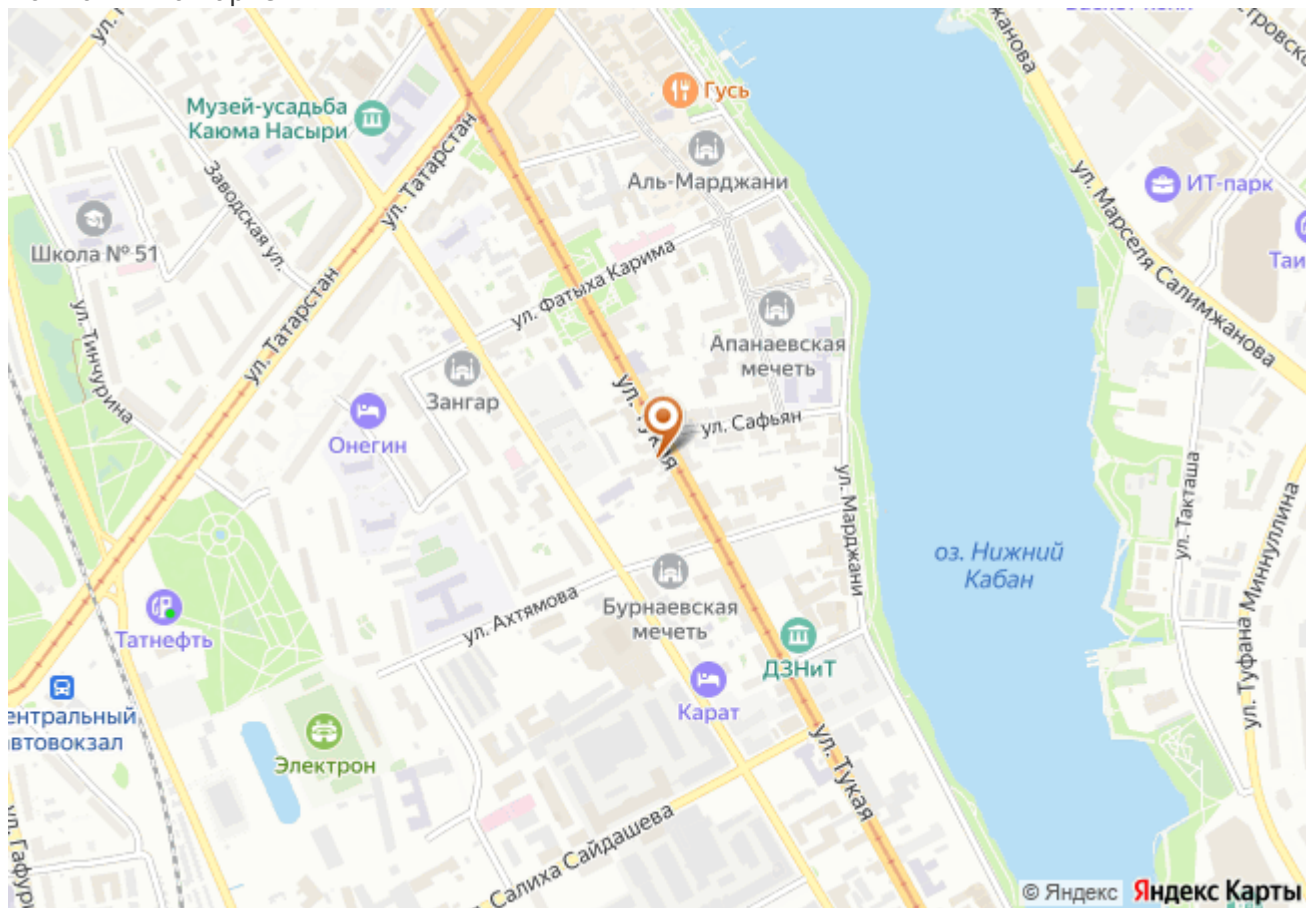 Гусь
Музей-усадьба
Каюма Насыри
ул. Татарстан
Заводская ул.
Аль-Марджани
ИТ-парк
ул. Марселя Салимжанова
Школа № 51
ул. Фатыха Карима
ул. Татарстан
Апанаевская
мечеть
ул. Тинчурина
Зангар
Онегин
ул. Сафьян
ул. Марджани
ул. Такташа
оз. Нижний
Кабан
ул. Туфана Миннуллина
Бурнаевская
мечеть
ул. Ахтямова
Татнефть
ДЗНиТ
Карат
ентральный
автовокзал
Электрон
ул. Тукая
ул. Гафури
Салиха Сайдашева
© Яндекс Яндекс Карты